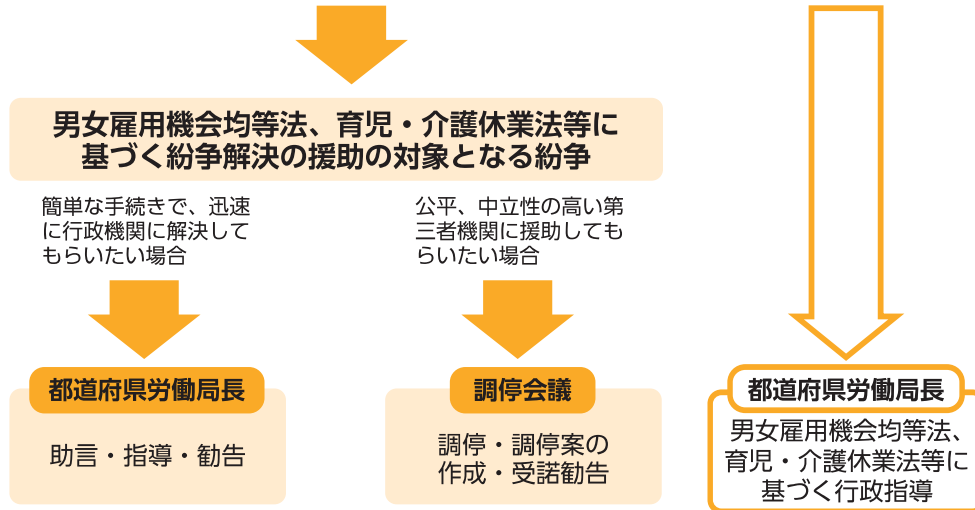 男女雇用機会均等法、育児・介護休業法等に
基づく紛争解決の援助の対象となる紛争
簡単な手続きで、迅速
に行政機関に解決して
もらいたい場合
公平、中立性の高い第
三者機関に援助しても
らいたい場合
都道府県労働局長
助言・指導・勧告
調停会議
調停・調停案の
作成・受諾勧告
都道府県労働局長
男女雇用機会均等法、
育児・介護休業法等に
基づく行政指導